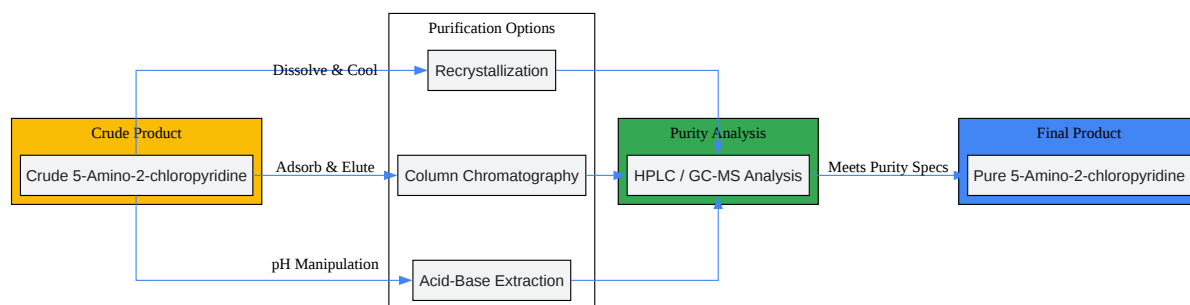 Purification Options
Dissolve & Cool
Recrystallization
Crude Product
Crude 5-Amino-2-chloropyridine
Adsorb & Elute
Column Chromatography
Purity Analysis
HPLC / GC-MS Analysis
Meets Purity Specs
Final Product
Pure 5-Amino-2-chloropyridine
pH Manipulation
Acid-Base Extraction